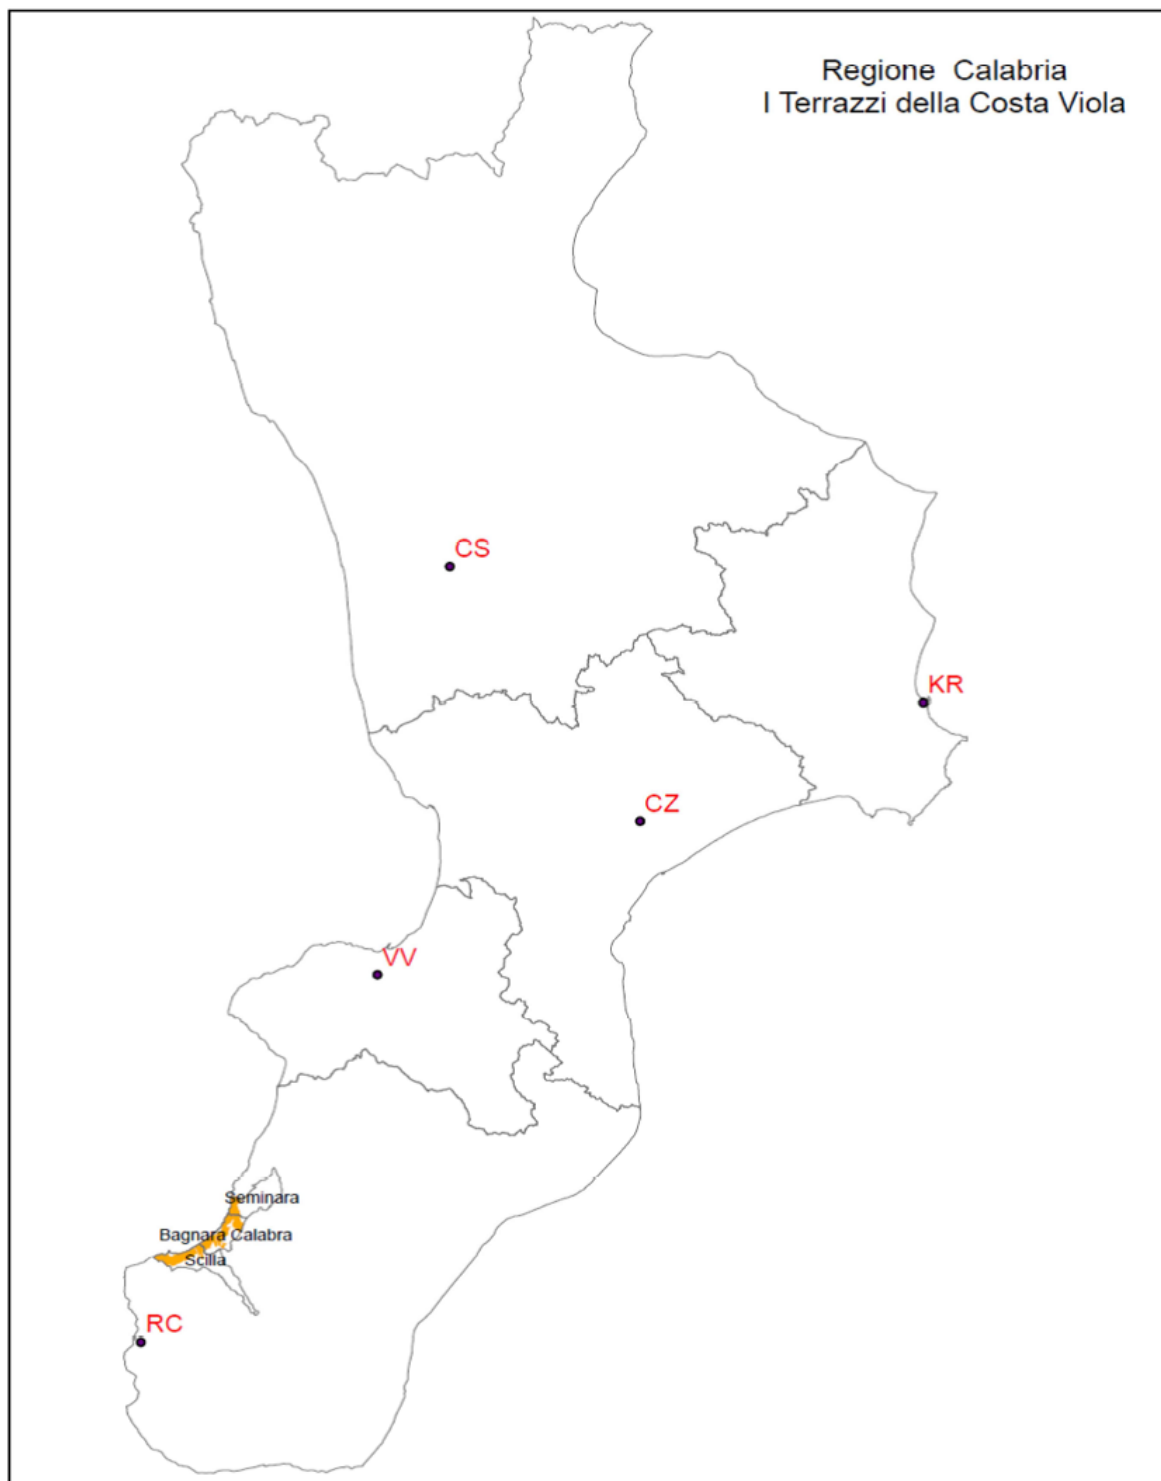 Regione Calabria
I Terrazzi della Costa Viola
CS
KR
CZ
VV
Seminara
Bagnara Calabra
Scilla
RC